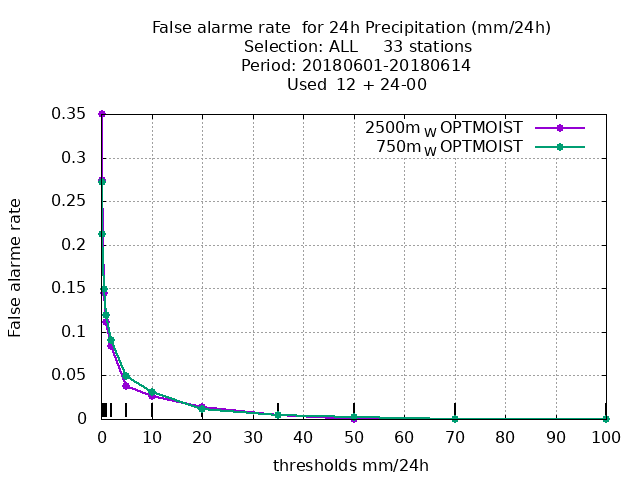 False alarme rate  for 24h Precipitation (mm/24h)
Selection: ALL     33 stations
Period: 20180601-20180614
Used  12 + 24-00
2500m W OPTMOIST
750m W OPTMOIST
False alarme rate
0.35
0.3
0.25
0.2
0.15
0.1
0.05
0
0 10 20 30 40 50 60 70 80 90 100
thresholds mm/24h